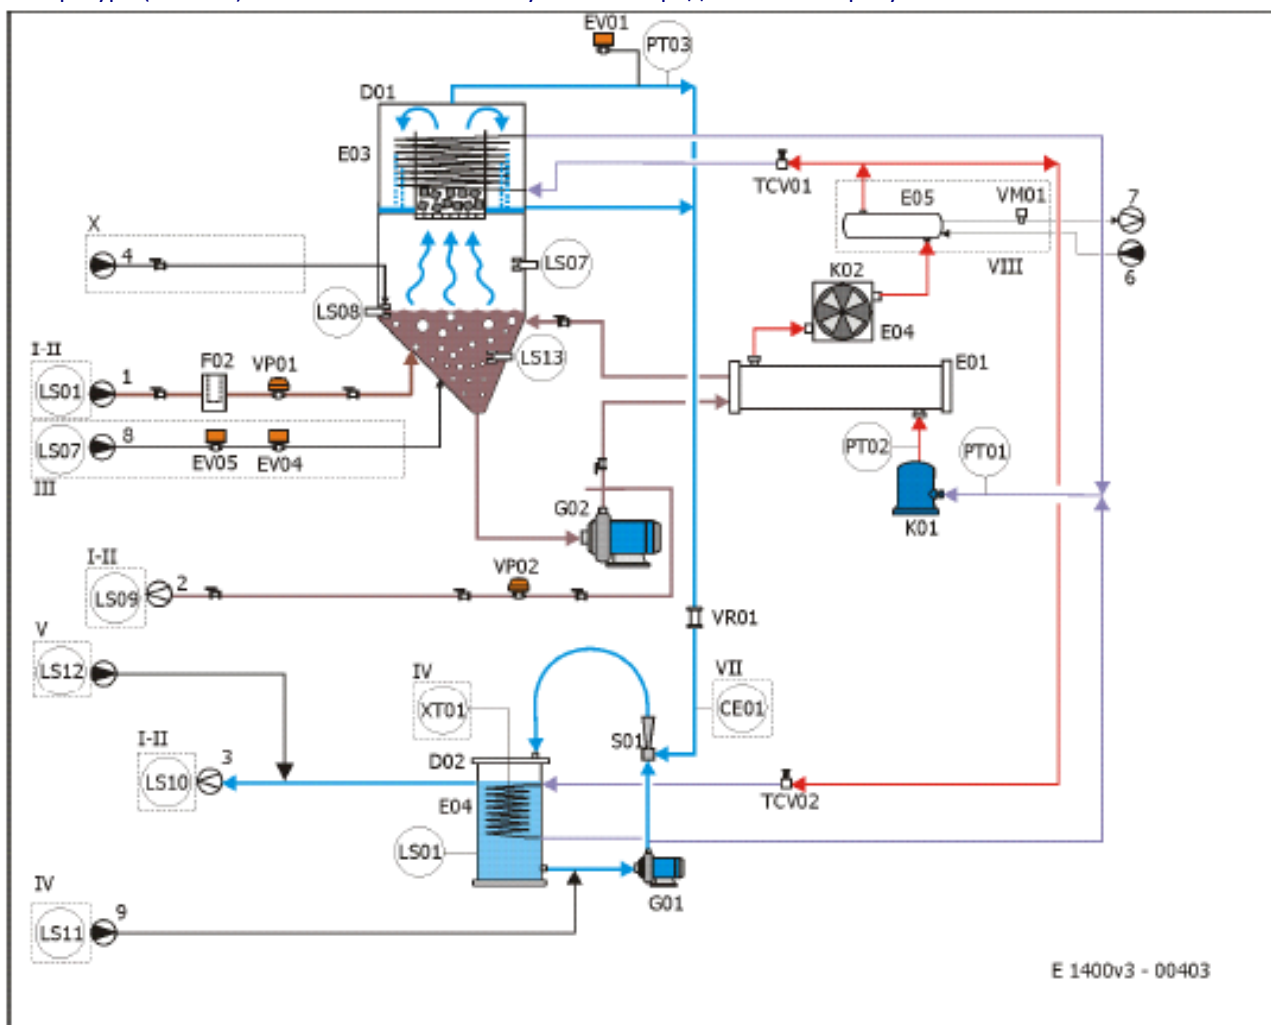 EV01
PT03
D01
E03
TCV01
E05
VM01
7
X
4
LS07
VIII
6
K02
LS08
E04
I-II
F02
VP01
LS13
E01
LS01
1
LS07
8
PT02
PT01
EV05
EV04
III
G02
K01
I-II
VP02
LS09
2
VR01
V
LS12
IV
VII
XT01
CE01
I-II
S01
3
D02
LS10
E04
TCV02
LS01
IV
G01
9
LS11
E 1400v3 - 00403